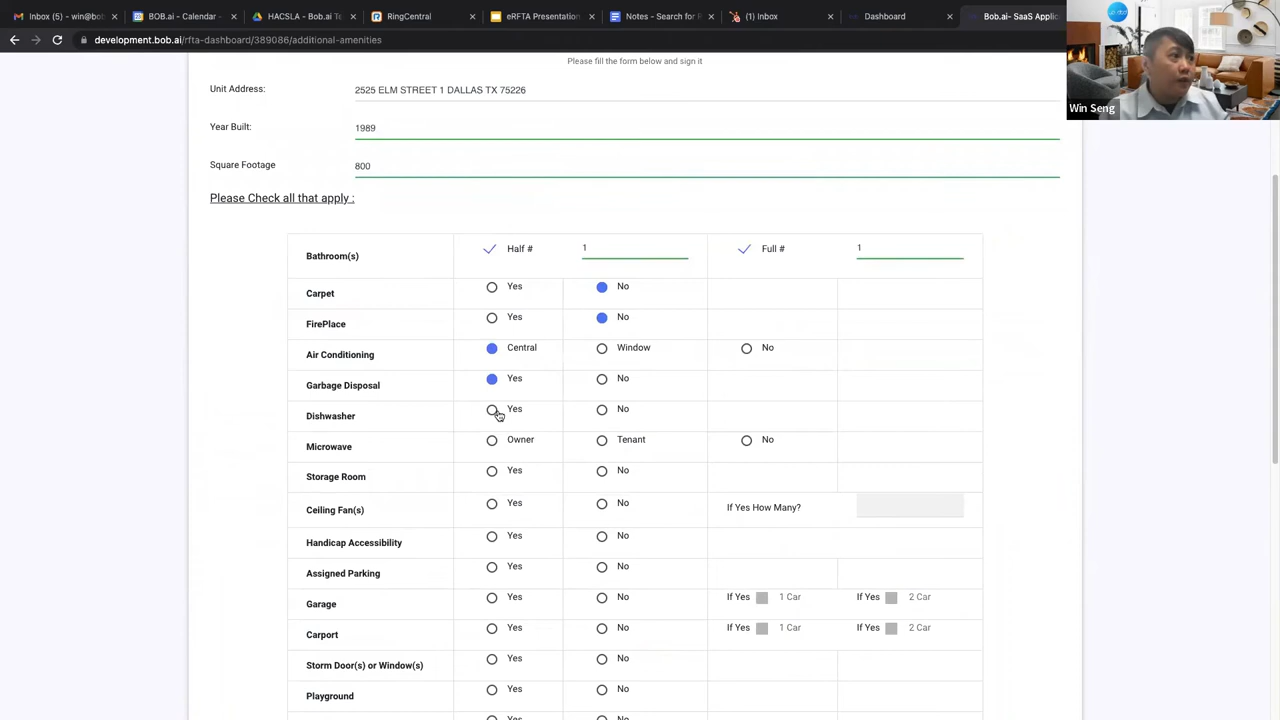 Inbox (5) - win@bob
BOB.ai - Calendar -
HACSLA - Bob.ai Te
RingCentral
eRFTA Presentation
Notes - Search for R
(1) Inbox
Dashboard
Bob.ai- SaaS Applic
development.bob.ai/rfta-dashboard/389086/additional-amenities
Win Seng
Please fill the form below and sign it
Unit Address: 2525 ELM STREET 1 DALLAS TX 75226
Year Built: 1989
Square Footage 800
Please Check all that apply :
Bathroom(s) Half # 1 Full # 1
Carpet Yes No
FirePlace Yes No
Air Conditioning Central Window No
Garbage Disposal Yes No
Dishwasher Yes No
Microwave Owner Tenant No
Storage Room Yes No
Ceiling Fan(s) Yes No If Yes How Many?
Handicap Accessibility Yes No
Assigned Parking Yes No
Garage Yes No If Yes 1 Car If Yes 2 Car
Carport Yes No If Yes 1 Car If Yes 2 Car
Storm Door(s) or Window(s) Yes No
Playground Yes No